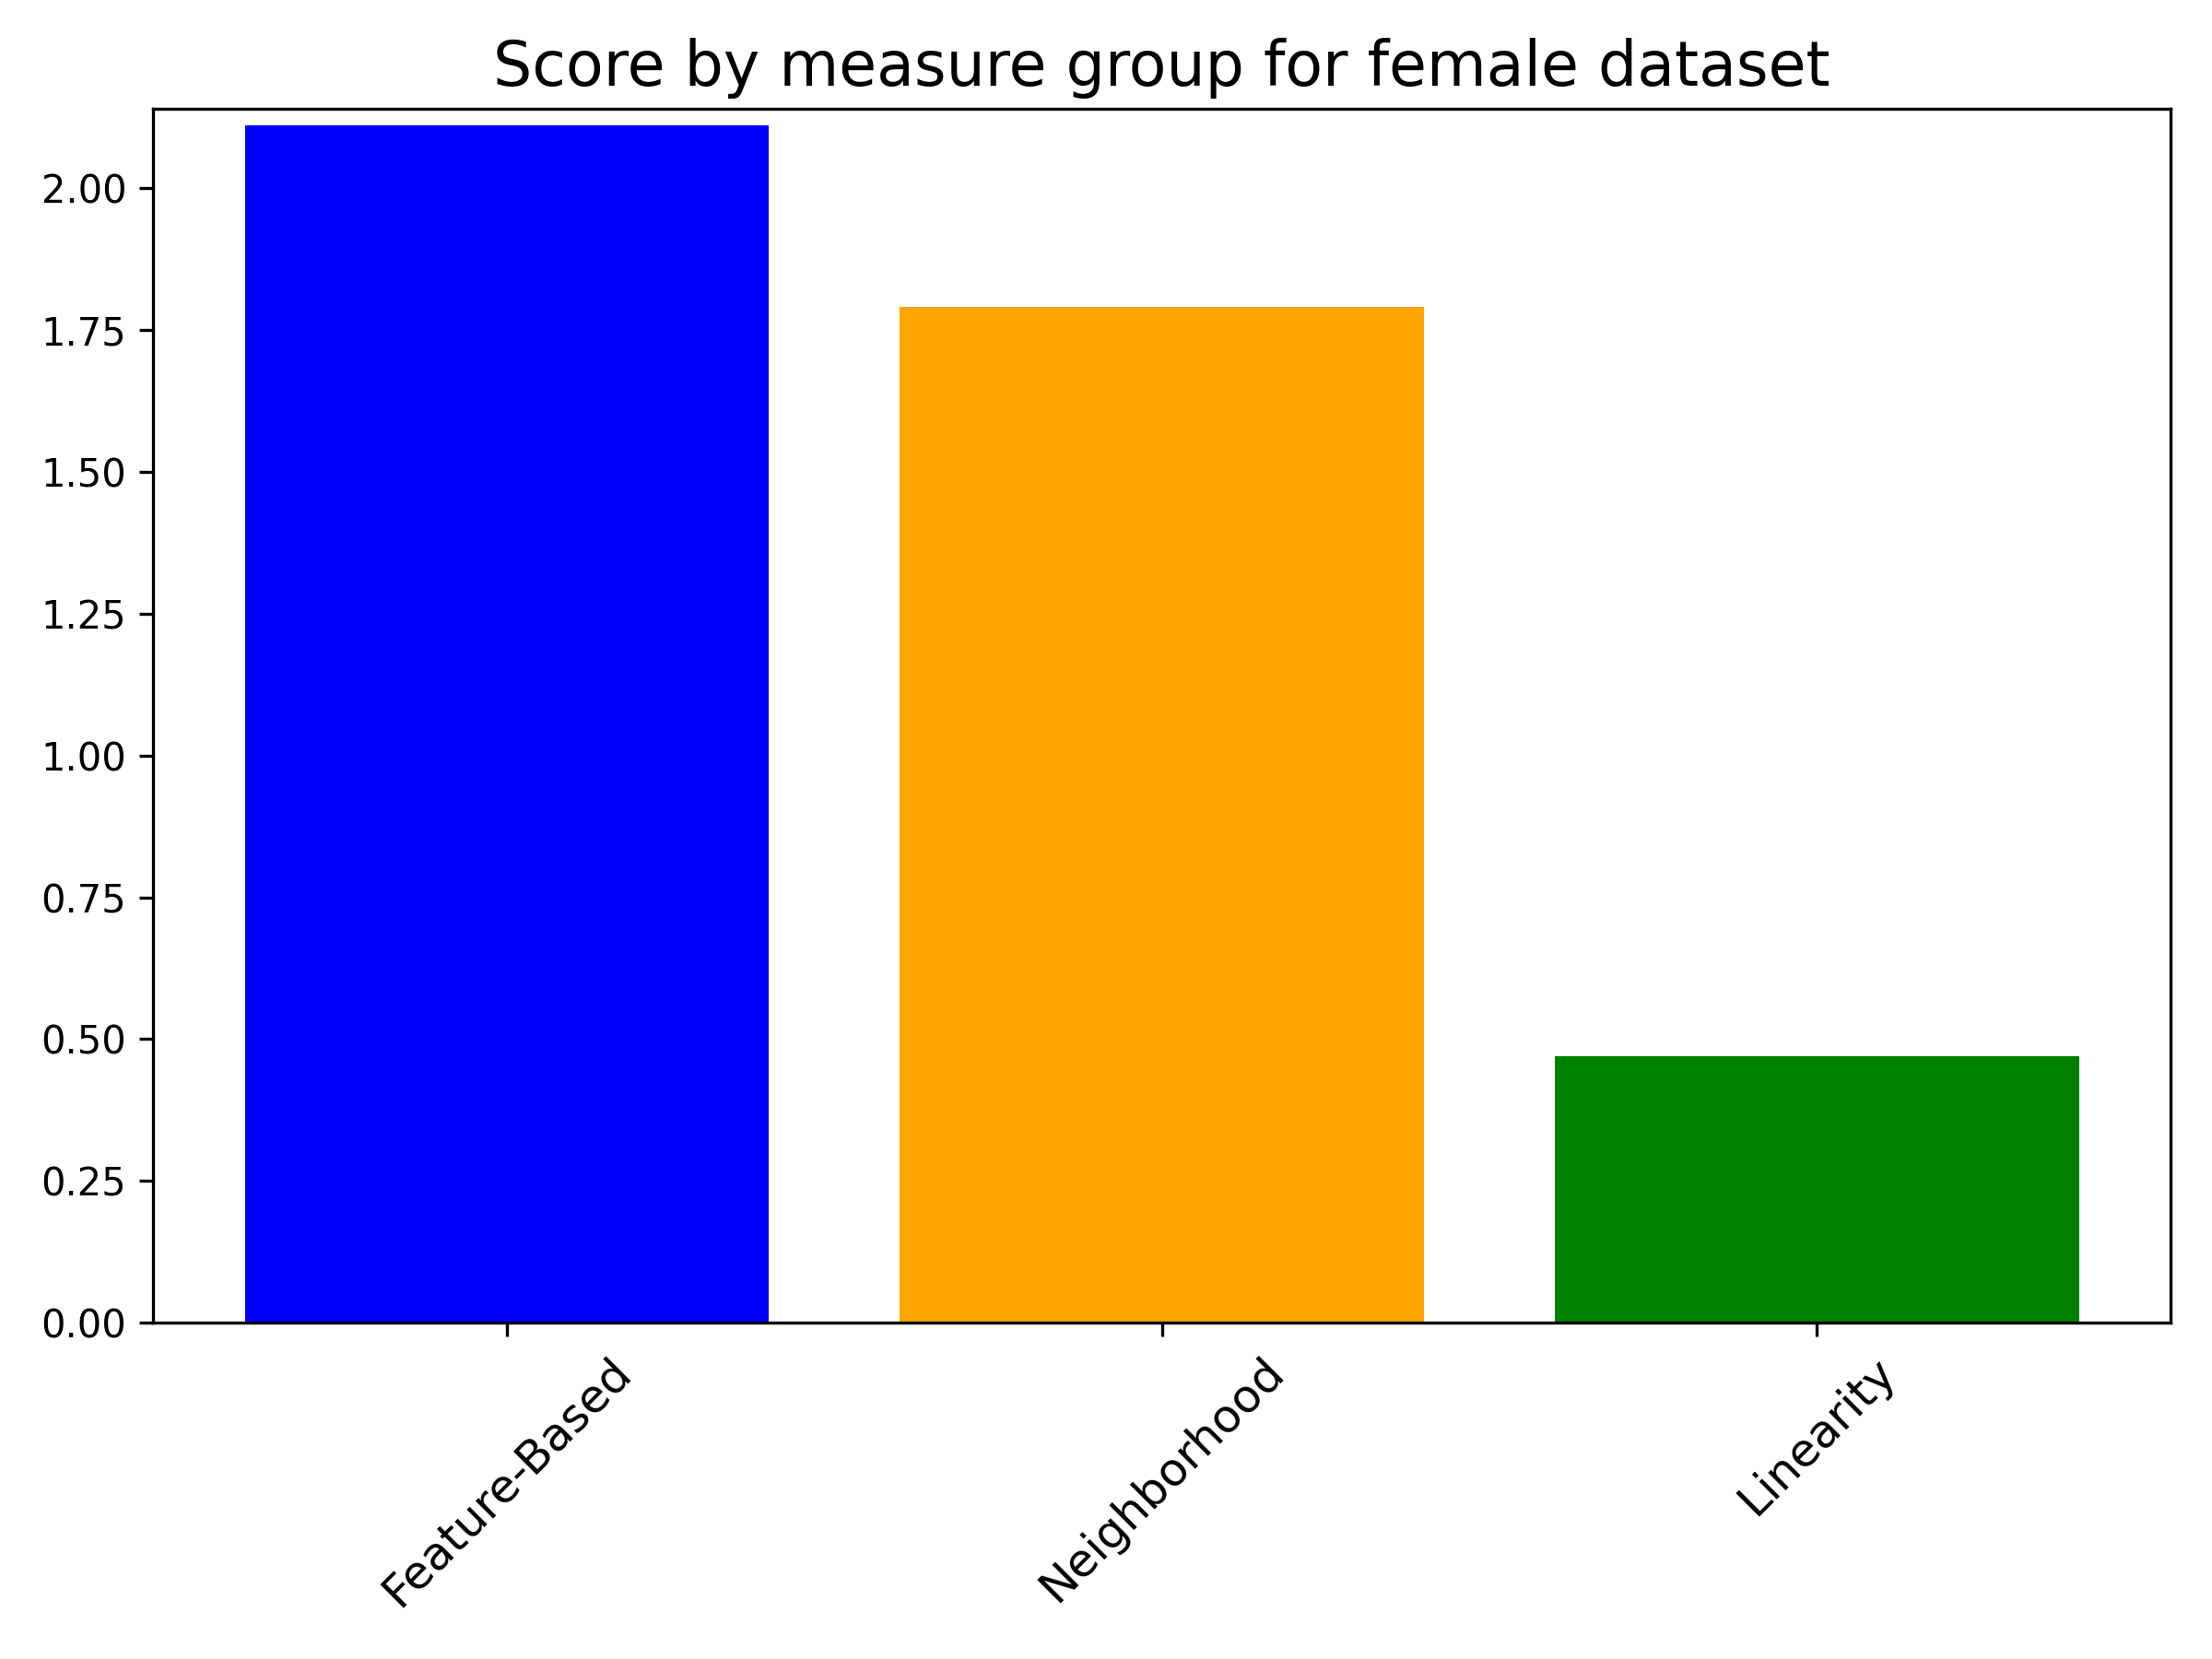 Score by measure group for female dataset
2.00
1.75
1.50
1.25
1.00
0.75
0.50
0.25
0.00
Feature-Based
Neighborhood
Linearity